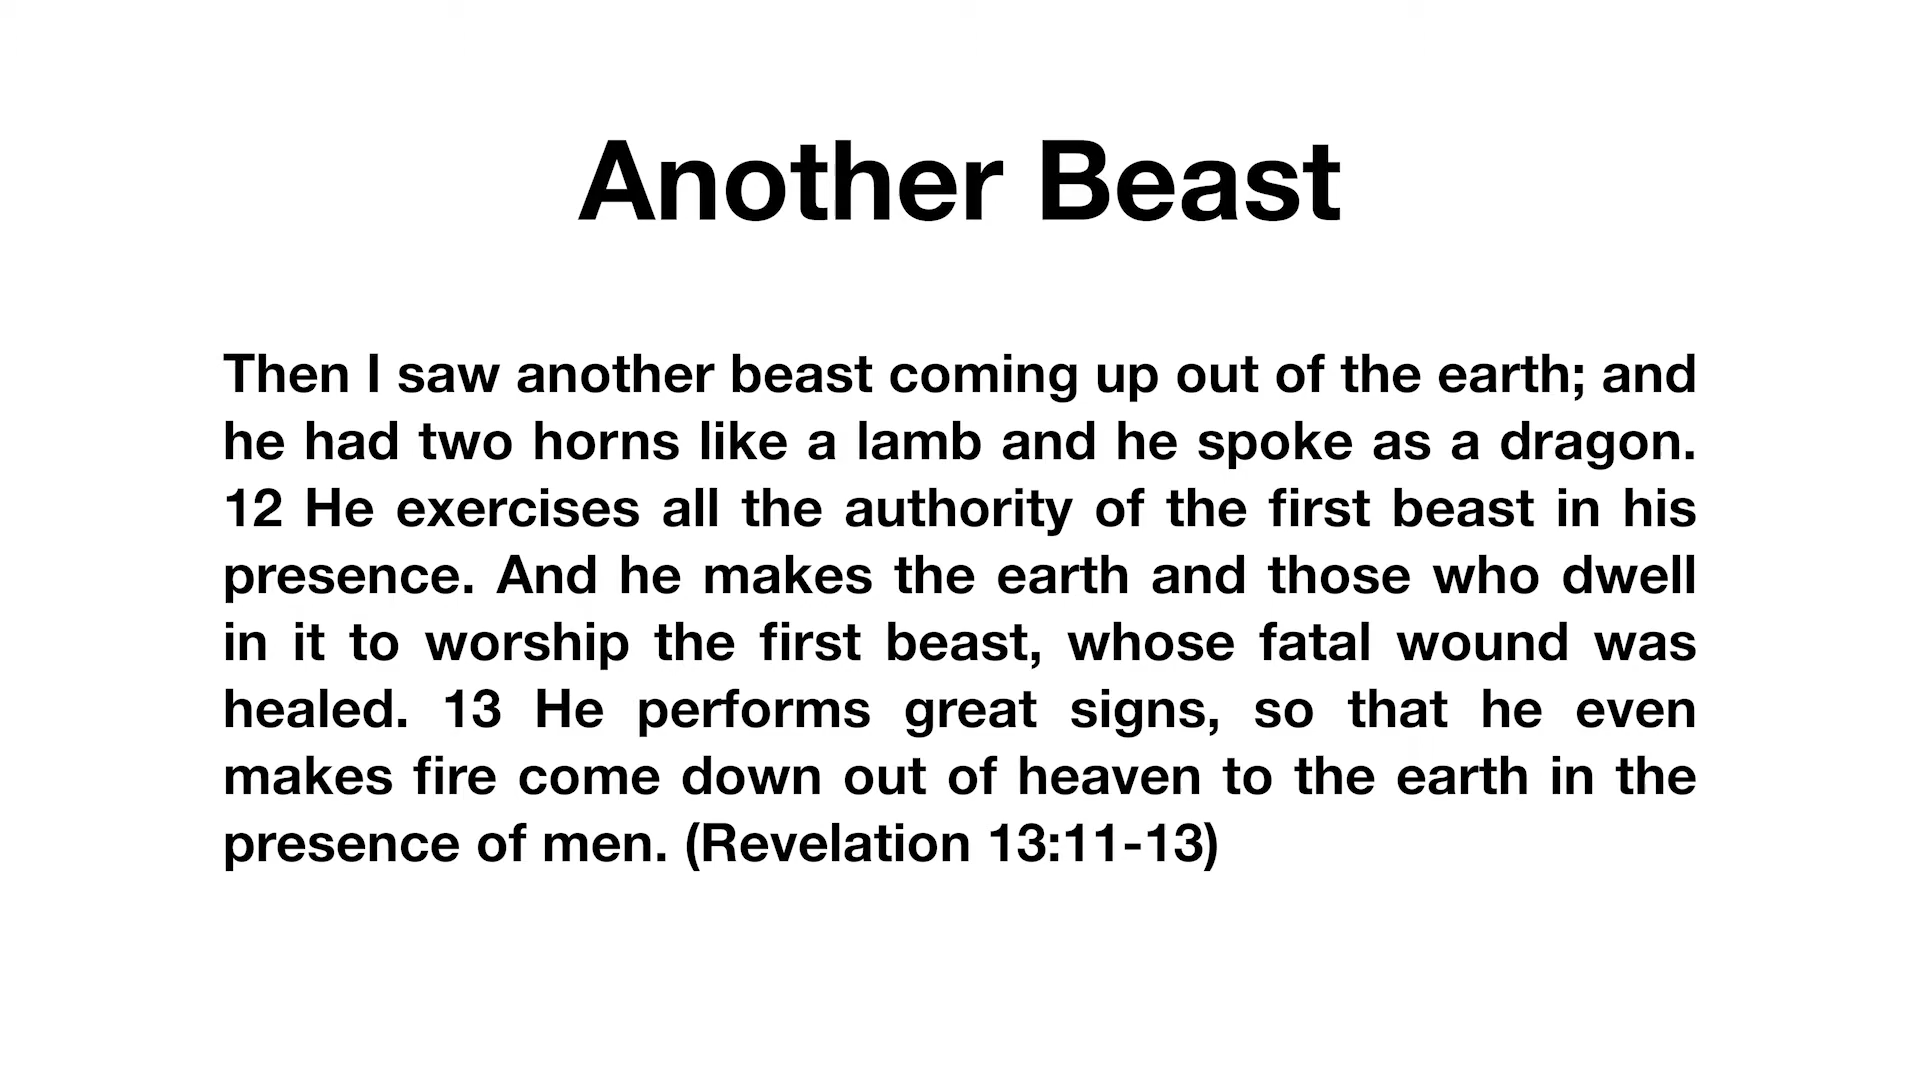 Another Beast
Then I saw another beast coming up out of the earth; and
he had two horns like a lamb and he spoke as a dragon.
12 He exercises all the authority of the first beast in his
presence. And he makes the earth and those who dwell
in it to worship the first beast, whose fatal wound was
healed. 13 He performs great signs, so that he even
makes fire come down out of heaven to the earth in the
presence of men. (Revelation 13:11-13)